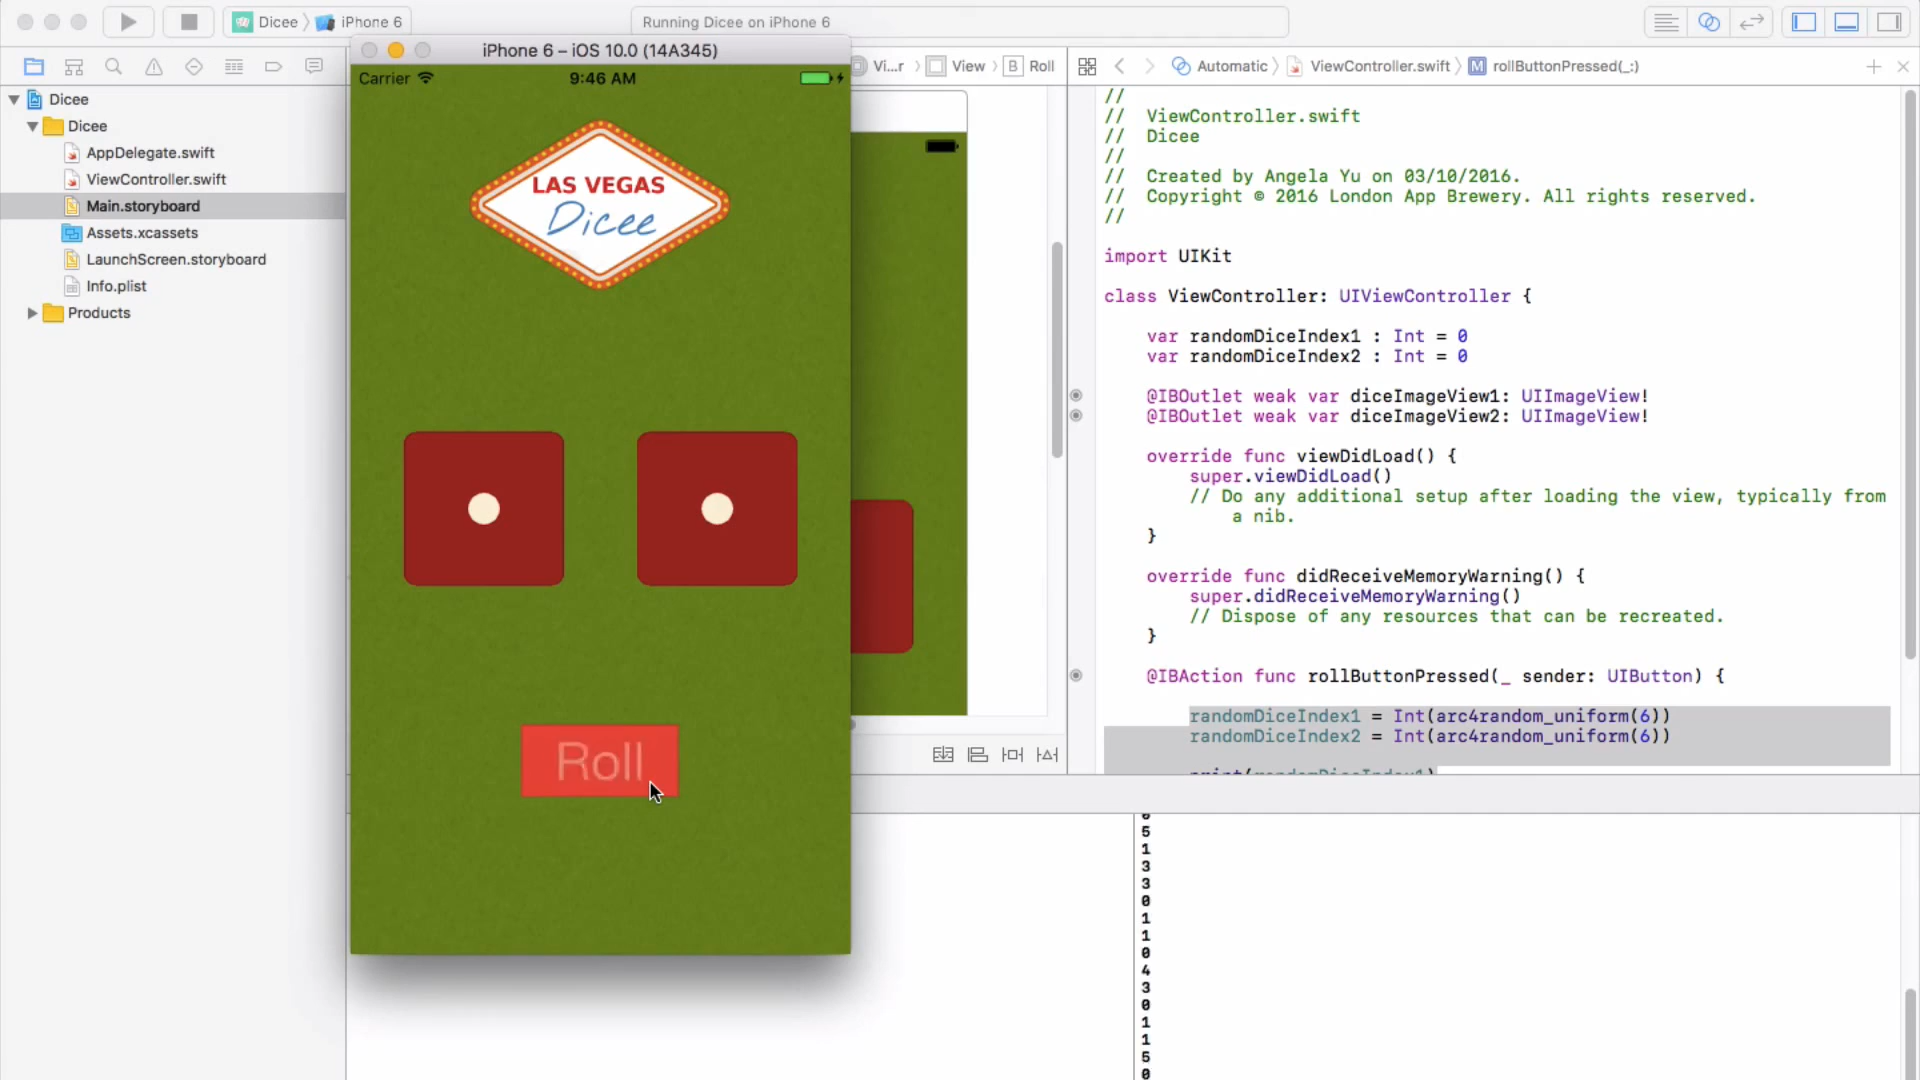 Dicee
iPhone 6
Running Dicee on iPhone 6
iPhone 6 – iOS 10.0 (14A345)
Carrier
9:46 AM
LAS VEGAS
Dicee
Roll
Dicee
Dicee
AppDelegate.swift
ViewController.swift
Main.storyboard
Assets.xcassets
LaunchScreen.storyboard
Info.plist
Products
Vi...r
View
B Roll
Automatic
ViewController.swift
M rollButtonPressed(_:)
//
//  ViewController.swift
//  Dicee
//
//  Created by Angela Yu on 03/10/2016.
//  Copyright © 2016 London App Brewery. All rights reserved.
//
import UIKit
class ViewController: UIViewController {
var randomDiceIndex1 : Int = 0
var randomDiceIndex2 : Int = 0
@IBOutlet weak var diceImageView1: UIImageView!
@IBOutlet weak var diceImageView2: UIImageView!
override func viewDidLoad() {
super.viewDidLoad()
// Do any additional setup after loading the view, typically from
a nib.
}
override func didReceiveMemoryWarning() {
super.didReceiveMemoryWarning()
// Dispose of any resources that can be recreated.
}
@IBAction func rollButtonPressed(_ sender: UIButton) {
randomDiceIndex1 = Int(arc4random_uniform(6))
randomDiceIndex2 = Int(arc4random_uniform(6))
print(randomDiceIndex1)
5
1
3
3
0
1
1
0
4
3
0
1
1
5
0